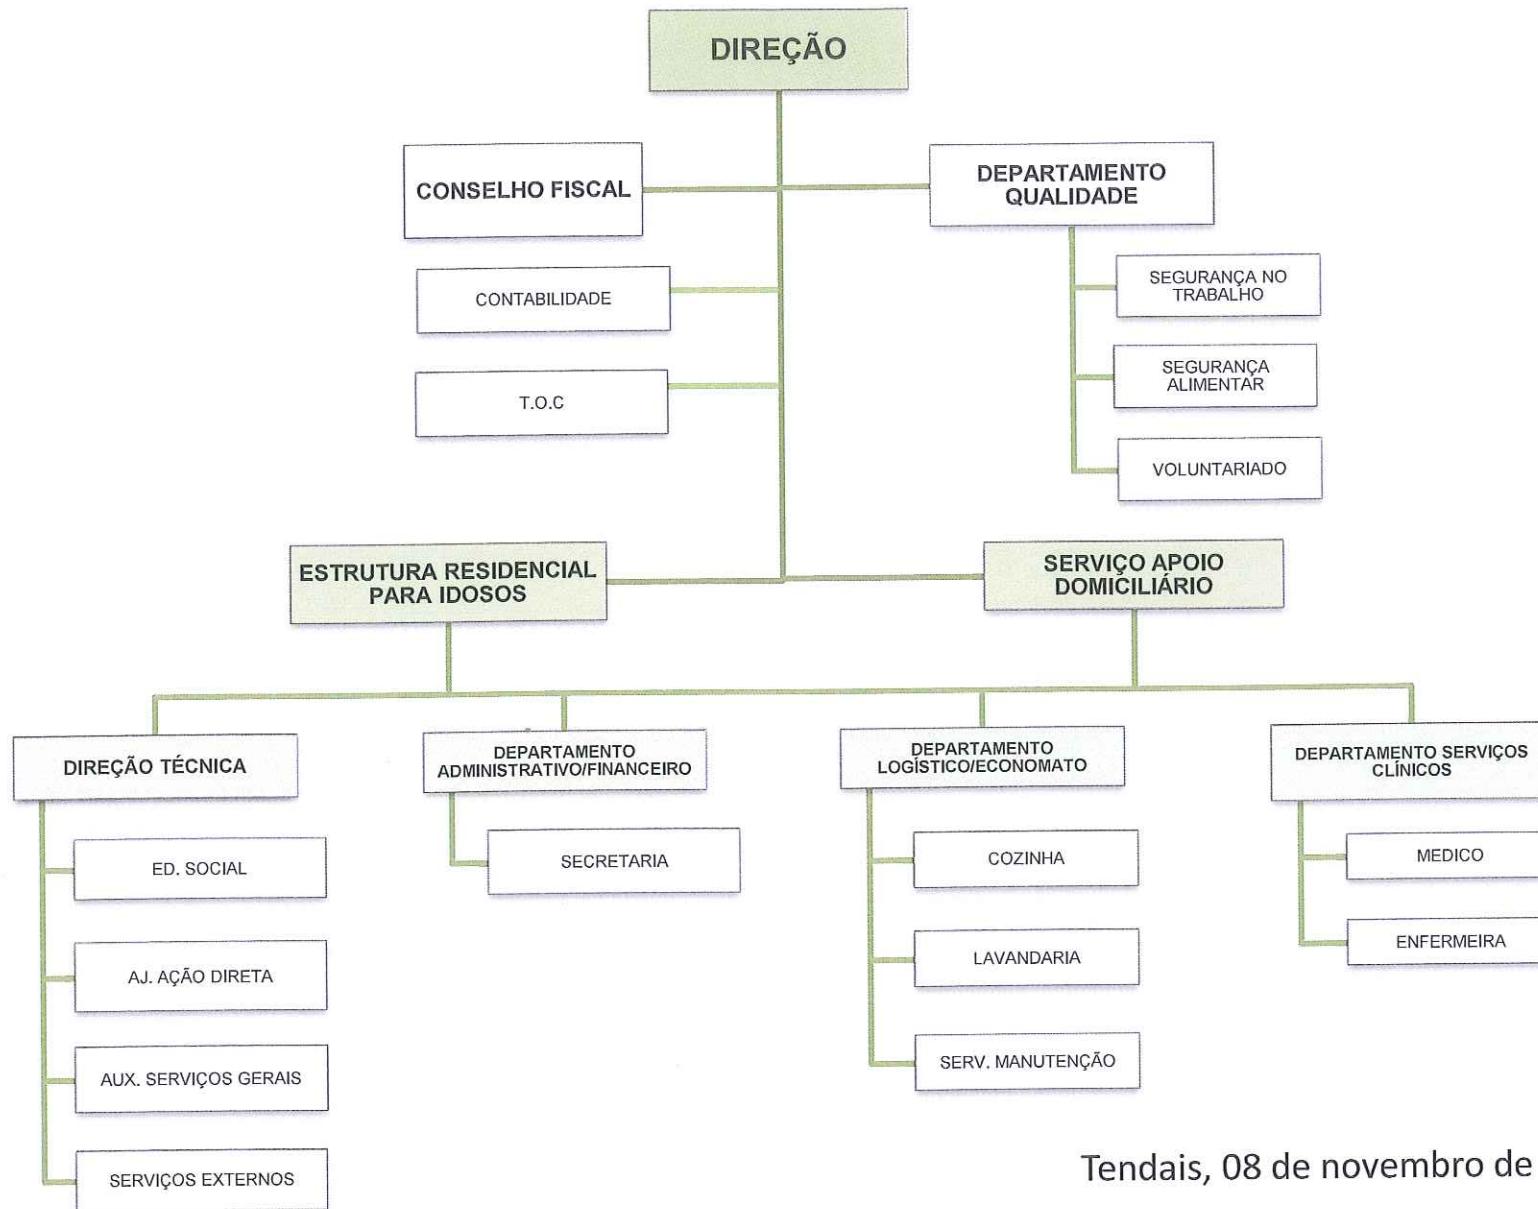 DIREÇÃO
CONSELHO FISCAL
DEPARTAMENTO
QUALIDADE
CONTABILIDADE
T.O.C
SEGURANÇA NO
TRABALHO
SEGURANÇA
ALIMENTAR
VOLUNTARIADO
ESTRUTURA RESIDENCIAL
PARA IDOSOS
SERVIÇO APOIO
DOMICILIÁRIO
DIREÇÃO TÉCNICA
ED. SOCIAL
AJ. AÇÃO DIRETA
AUX. SERVIÇOS GERAIS
SERVIÇOS EXTERNOS
DEPARTAMENTO
ADMINISTRATIVO/FINANCEIRO
SECRETARIA
DEPARTAMENTO
LOGÍSTICO/ECONOMATO
COZINHA
LAVANDARIA
SERV. MANUTENÇÃO
DEPARTAMENTO SERVIÇOS
CLÍNICOS
MEDICO
ENFERMEIRA
Tendais, 08 de novembro de